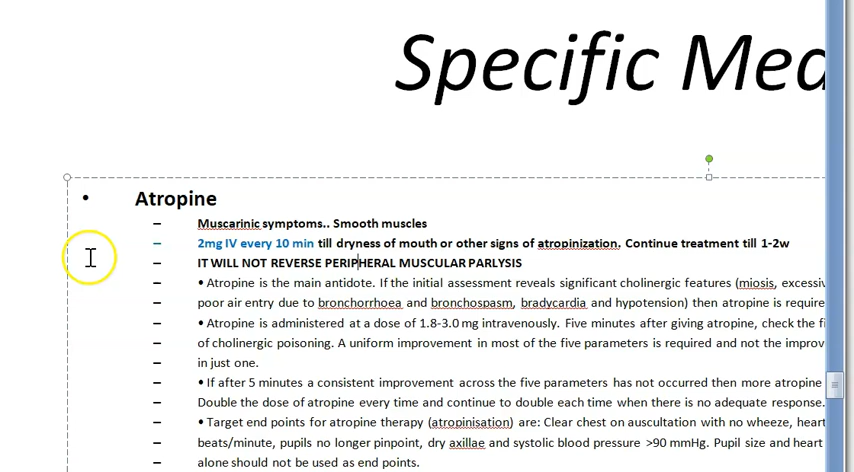 Specific Med
• Atropine
– Muscarinic symptoms.. Smooth muscles
– 2mg IV every 10 min till dryness of mouth or other signs of atropinization. Continue treatment till 1-2w
– IT WILL NOT REVERSE PERIPHERAL MUSCULAR PARLYSIS
– • Atropine is the main antidote. If the initial assessment reveals significant cholinergic features (miosis, excessiv
– poor air entry due to bronchorrhoea and bronchospasm, bradycardia and hypotension) then atropine is require
– • Atropine is administered at a dose of 1.8-3.0 mg intravenously. Five minutes after giving atropine, check the fi
– of cholinergic poisoning. A uniform improvement in most of the five parameters is required and not the improv
– in just one.
– • If after 5 minutes a consistent improvement across the five parameters has not occurred then more atropine
– Double the dose of atropine every time and continue to double each time when there is no adequate response.
– • Target end points for atropine therapy (atropinisation) are: Clear chest on auscultation with no wheeze, heart
– beats/minute, pupils no longer pinpoint, dry axillae and systolic blood pressure >90 mmHg. Pupil size and heart
– alone should not be used as end points.